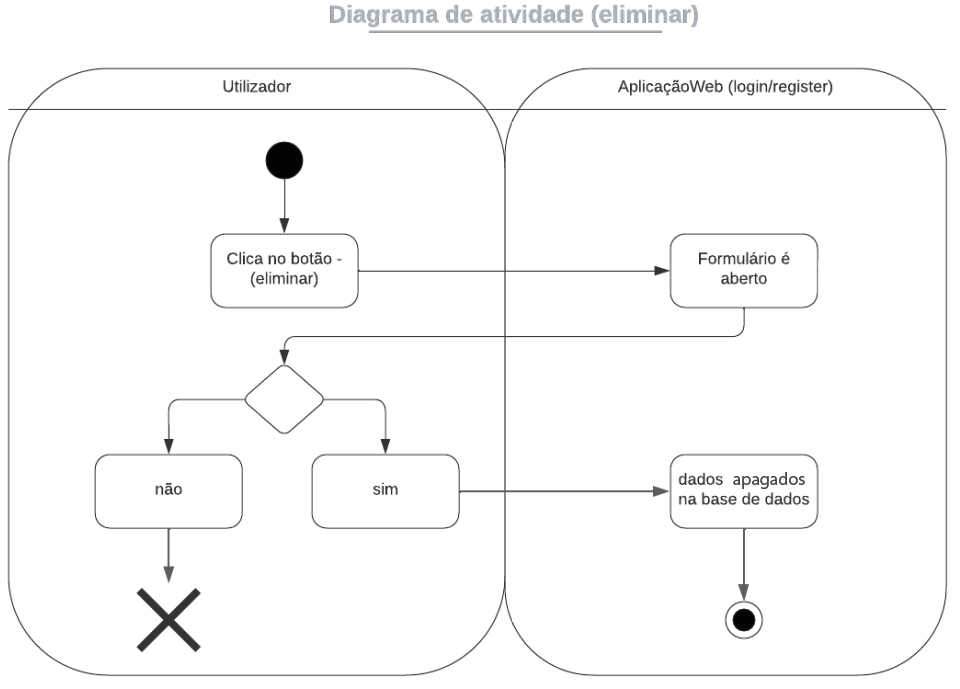 Diagrama de atividade (eliminar)
Utilizador
AplicaçãoWeb (login/register)
Clica no botão -
(eliminar)
Formulário é
aberto
não
sim
dados apagados
na base de dados